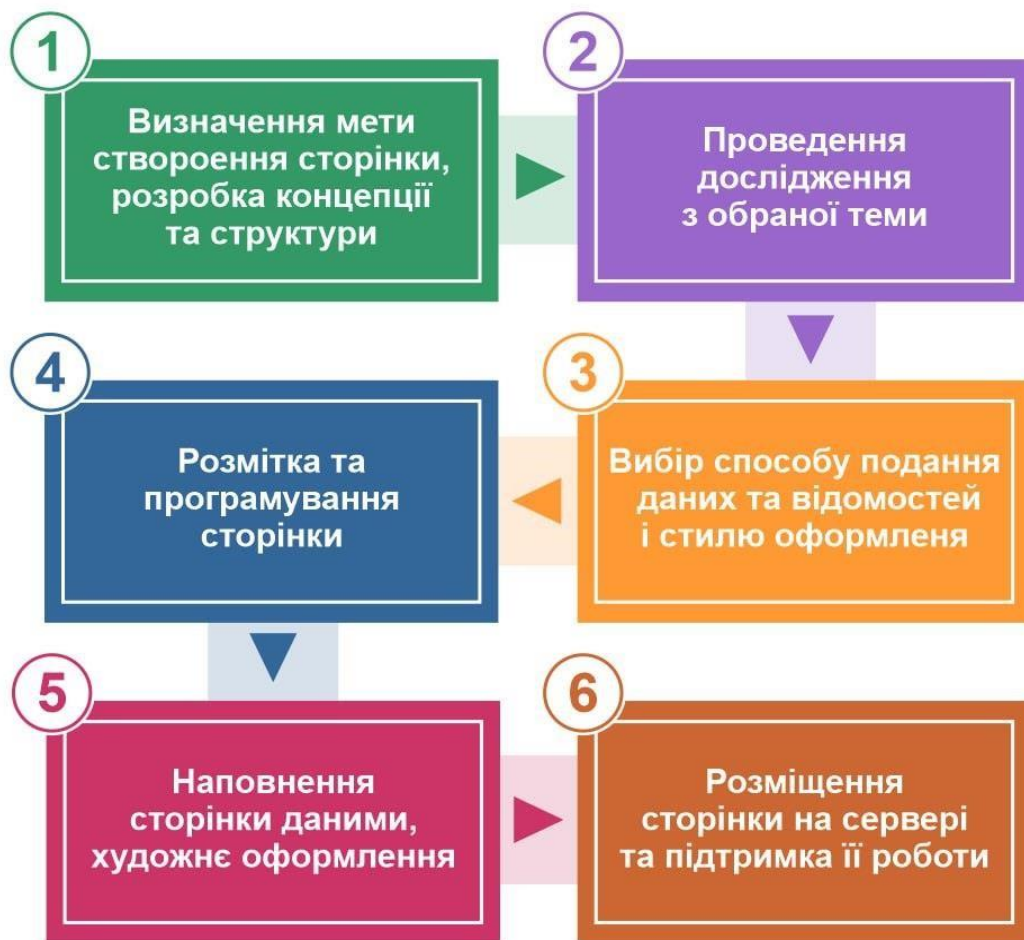 1
Визначення мети
створоення сторінки,
розробка концепції
та структури
2
Проведення
дослідження
з обраної теми
3
Вибір способу подання
даних та відомостей
і стилю оформленя
4
Розмітка та
програмування
сторінки
5
Наповнення
сторінки даними,
художнє оформлення
6
Розміщення
сторінки на сервері
та підтримка її роботи